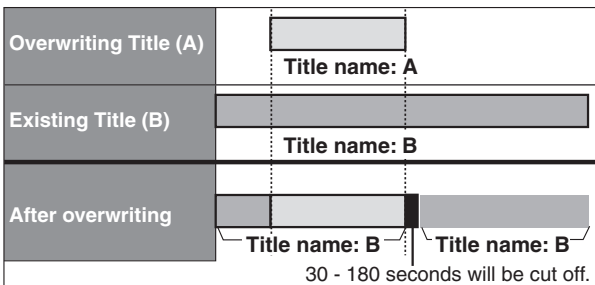 Overwriting Title (A)
Title name: A
Existing Title (B)
Title name: B
After overwriting
Title name: B Title name: B
30 - 180 seconds will be cut off.